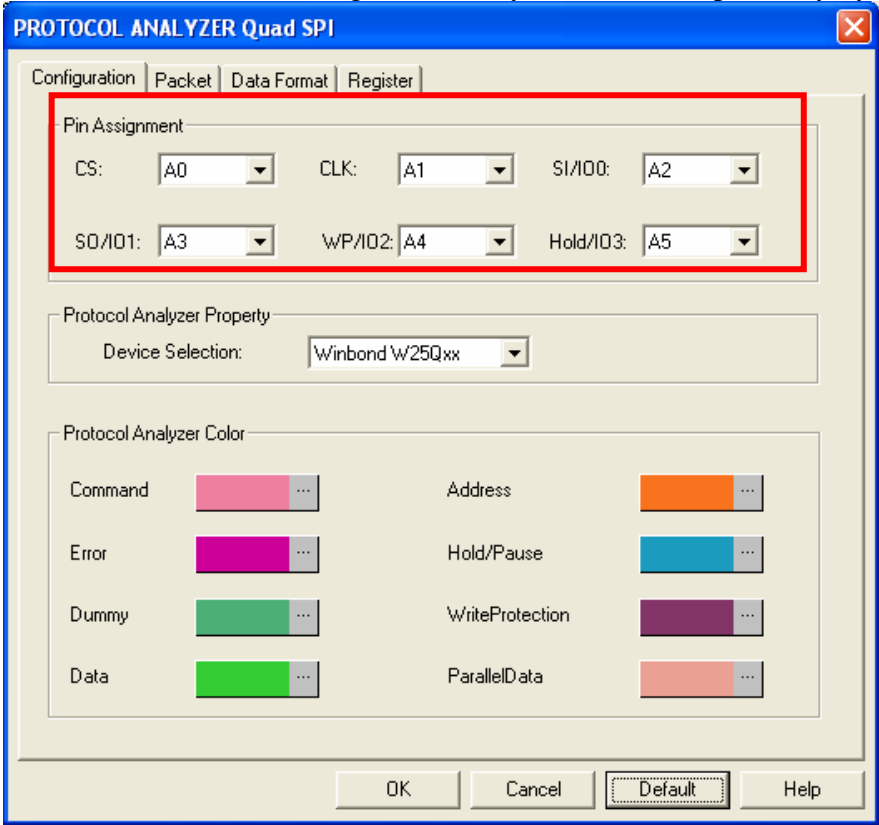 PROTOCOL ANALYZER Quad SPI
Configuration Packet Data Format Register
Pin Assignment
CS: A0 CLK: A1 SI/IO0: A2
SO/IO1: A3 WP/IO2: A4 Hold/IO3: A5
Protocol Analyzer Property
Device Selection: Winbond W25Qxx
Protocol Analyzer Color
Command ... Address ...
Error ... Hold/Pause ...
Dummy ... WriteProtection ...
Data ... ParallelData ...
OK Cancel Default Help